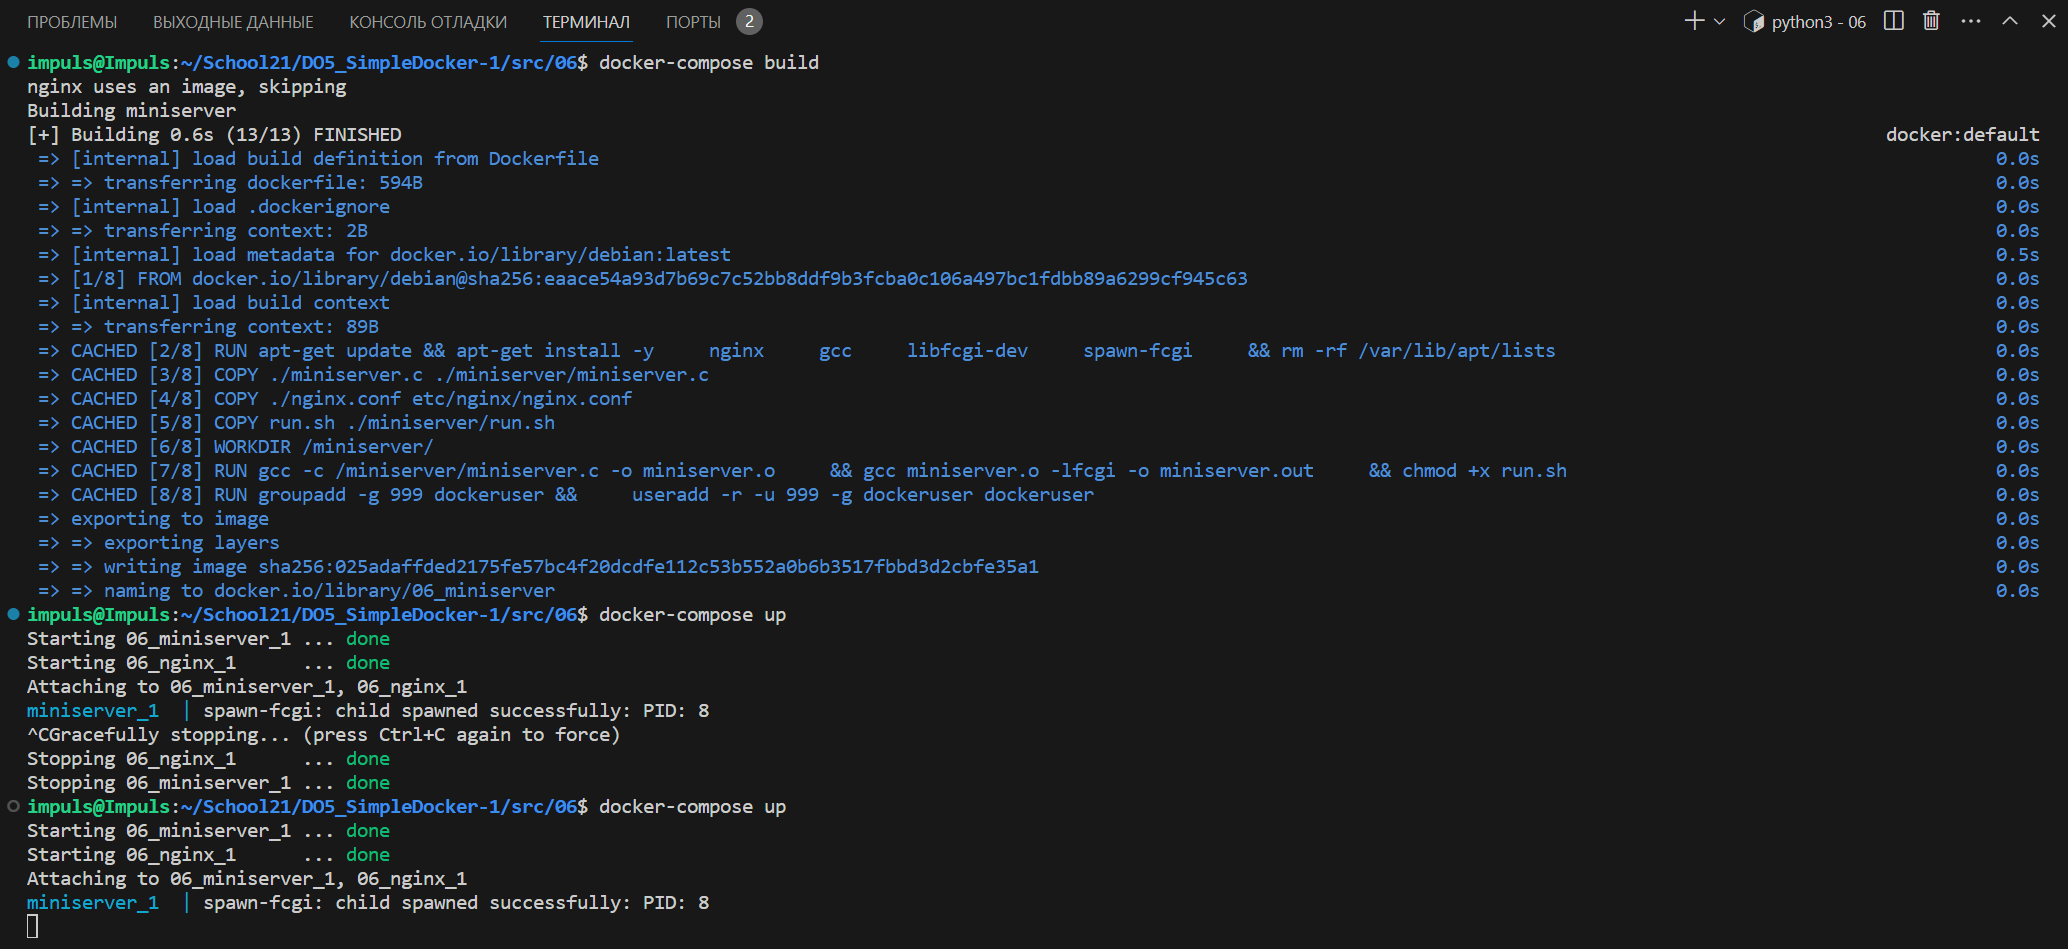 ПРОБЛЕМЫ ВЫХОДНЫЕ ДАННЫЕ КОНСОЛЬ ОТЛАДКИ ТЕРМИНАЛ ПОРТЫ 2 python3 - 06
impuls@Impuls:~/School21/DO5_SimpleDocker-1/src/06$ docker-compose build
nginx uses an image, skipping
Building miniserver
[+] Building 0.6s (13/13) FINISHED docker:default
=> [internal] load build definition from Dockerfile 0.0s
=> => transferring dockerfile: 594B 0.0s
=> [internal] load .dockerignore 0.0s
=> => transferring context: 2B 0.0s
=> [internal] load metadata for docker.io/library/debian:latest 0.5s
=> [1/8] FROM docker.io/library/debian@sha256:eaace54a93d7b69c7c52bb8ddf9b3fcba0c106a497bc1fdbb89a6299cf945c63 0.0s
=> [internal] load build context 0.0s
=> => transferring context: 89B 0.0s
=> CACHED [2/8] RUN apt-get update && apt-get install -y     nginx     gcc     libfcgi-dev     spawn-fcgi     && rm -rf /var/lib/apt/lists 0.0s
=> CACHED [3/8] COPY ./miniserver.c ./miniserver/miniserver.c 0.0s
=> CACHED [4/8] COPY ./nginx.conf etc/nginx/nginx.conf 0.0s
=> CACHED [5/8] COPY run.sh ./miniserver/run.sh 0.0s
=> CACHED [6/8] WORKDIR /miniserver/ 0.0s
=> CACHED [7/8] RUN gcc -c /miniserver/miniserver.c -o miniserver.o     && gcc miniserver.o -lfcgi -o miniserver.out     && chmod +x run.sh 0.0s
=> CACHED [8/8] RUN groupadd -g 999 dockeruser &&     useradd -r -u 999 -g dockeruser dockeruser 0.0s
=> exporting to image 0.0s
=> => exporting layers 0.0s
=> => writing image sha256:025adaffded2175fe57bc4f20dcdfe112c53b552a0b6b3517fbbd3d2cbfe35a1 0.0s
=> => naming to docker.io/library/06_miniserver 0.0s
impuls@Impuls:~/School21/DO5_SimpleDocker-1/src/06$ docker-compose up
Starting 06_miniserver_1 ... done
Starting 06_nginx_1      ... done
Attaching to 06_miniserver_1, 06_nginx_1
miniserver_1  | spawn-fcgi: child spawned successfully: PID: 8
^CGracefully stopping... (press Ctrl+C again to force)
Stopping 06_nginx_1      ... done
Stopping 06_miniserver_1 ... done
impuls@Impuls:~/School21/DO5_SimpleDocker-1/src/06$ docker-compose up
Starting 06_miniserver_1 ... done
Starting 06_nginx_1      ... done
Attaching to 06_miniserver_1, 06_nginx_1
miniserver_1  | spawn-fcgi: child spawned successfully: PID: 8